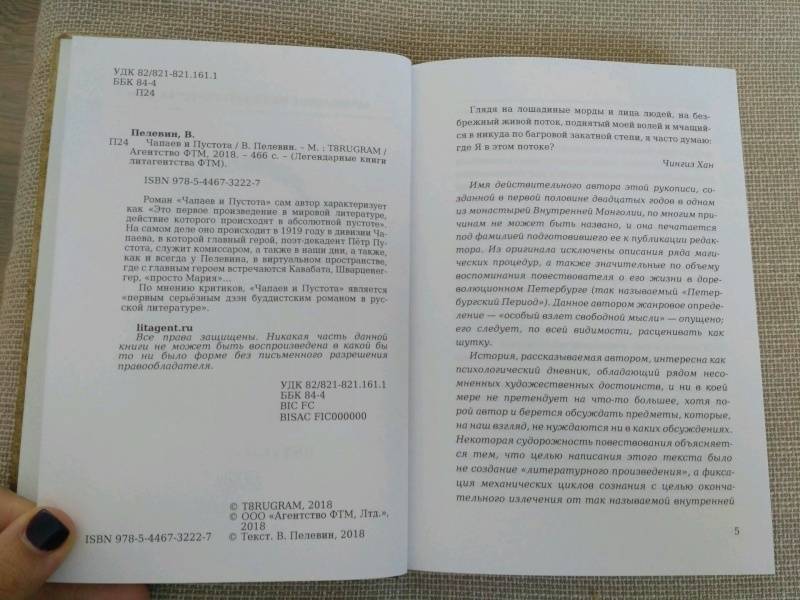 УДК 82/821-821.161.1
ББК 84-4
П24
Пелевин, В.
П24 Чапаев и Пустота / В. Пелевин. – М. : T8RUGRAM /
Агентство ФТМ, 2018. – 466 с. – (Легендарные книги
литагентства ФТМ).
ISBN 978-5-4467-3222-7
Роман «Чапаев и Пустота» сам автор характеризует
как «Это первое произведение в мировой литературе,
действие которого происходят в абсолютной пустоте».
На самом деле оно происходит в 1919 году в дивизии Ча-
паева, в которой главный герой, поэт-декадент Пётр Пу-
стота, служит комиссаром, а также в наши дни, а также,
как и всегда у Пелевина, в виртуальном пространстве,
где с главным героем встречаются Кавабата, Шварценег-
гер, «просто Мария»...
По мнению критиков, «Чапаев и Пустота» является
«первым серьёзным дзэн буддистским романом в рус-
ской литературе».
litagent.ru
Все права защищены. Никакая часть данной
книги не может быть воспроизведена в какой бы
то ни было форме без письменного разрешения
правообладателя.
УДК 82/821-821.161.1
ББК 84-4
BIC FC
BISAC FIC000000
© T8RUGRAM, 2018
© ООО «Агентство ФТМ, Лтд.»,
2018
ISBN 978-5-4467-3222-7 © Текст. В. Пелевин, 2018
Глядя на лошадиные морды и лица людей, на без-
брежный живой поток, поднятый моей волей и мчащий-
ся в никуда по багровой закатной степи, я часто думаю:
где Я в этом потоке?
Чингиз Хан
Имя действительного автора этой рукописи, со-
зданной в первой половине двадцатых годов в одном
из монастырей Внутренней Монголии, по многим при-
чинам не может быть названо, и она печатается
под фамилией подготовившего ее к публикации редак-
тора. Из оригинала исключены описания ряда маги-
ческих процедур, а также значительные по объему
воспоминания повествователя о его жизни в до-
революционном Петербурге (так называемый «Петер-
бургский Период»). Данное автором жанровое опреде-
ление — «особый взлет свободной мысли» — опущено;
его следует, по всей видимости, расценивать как
шутку.
История, рассказываемая автором, интересна как
психологический дневник, обладающий рядом несо-
мненных художественных достоинств, и ни в коей
мере не претендует на что-то большее, хотя по-
рой автор и берется обсуждать предметы, которые,
на наш взгляд, не нуждаются ни в каких обсуждениях.
Некоторая судорожность повествования объясняет-
ся тем, что целью написания этого текста было
не создание «литературного произведения», а фикса-
ция механических циклов сознания с целью оконча-
тельного излечения от так называемой внутренней
5